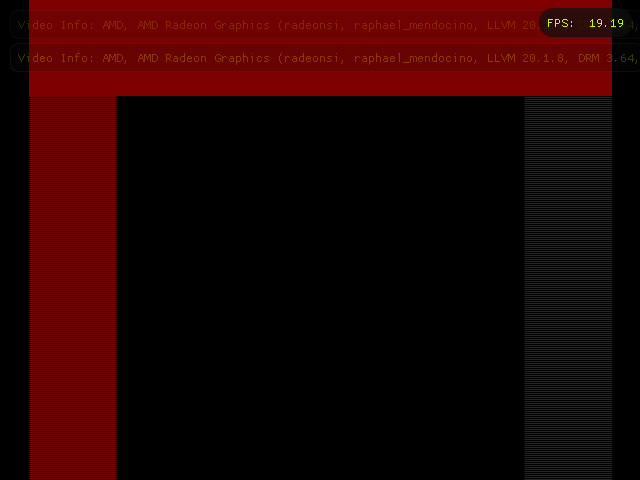 Video Info: AMD, AMD Radeon Graphics (radeonsi, raphael_mendocino, LLVM 20.
FPS: 19.19
Video Info: AMD, AMD Radeon Graphics (radeonsi, raphael_mendocino, LLVM 20.1.8, DRM 3.64,